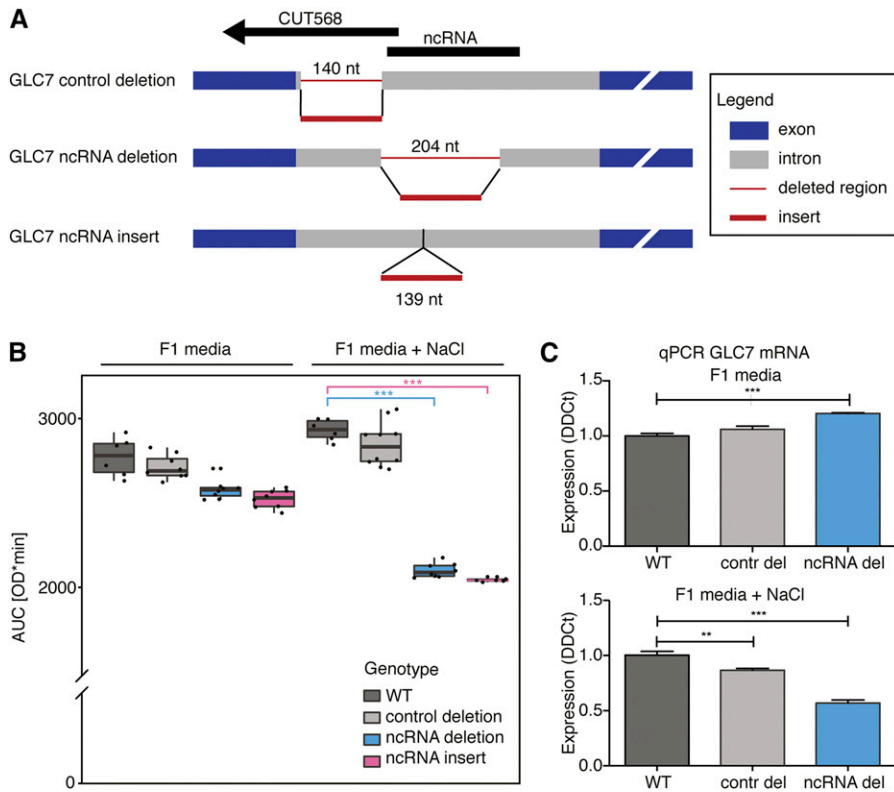 A
CUT568
ncRNA
GLC7 control deletion
140 nt
GLC7 ncRNA deletion
204 nt
GLC7 ncRNA insert
139 nt
Legend
exon
intron
deleted region
insert
B
F1 media
F1 media + NaCl
***
***
3000
2000
0
AUC [OD*min]
Genotype
WT
control deletion
ncRNA deletion
ncRNA insert
C
qPCR GLC7 mRNA
F1 media
***
Expression (DDCt)
1.5
1.0
0.5
0.0
WT
contr del
ncRNA del
F1 media + NaCl
***
**
Expression (DDCt)
1.5
1.0
0.5
0.0
WT
contr del
ncRNA del